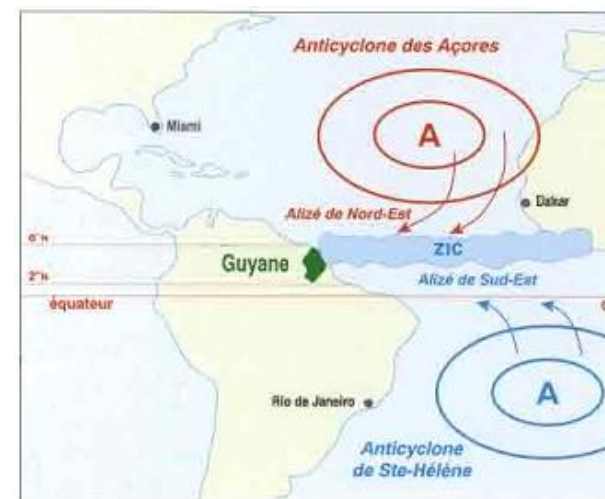 Anticyclone des Açores
A
Miami
Dakar
Alizé de Nord-Est
ZIC
Guyane
2°N
Alizé de Sud-Est
équateur
A
Rio de Janeiro
Anticyclone
de Ste-Hélène